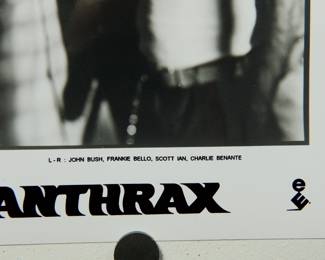 L - R : JOHN BUSH, FRANKIE BELLO, SCOTT IAN, CHARLIE BENANTE
ANTHRAX